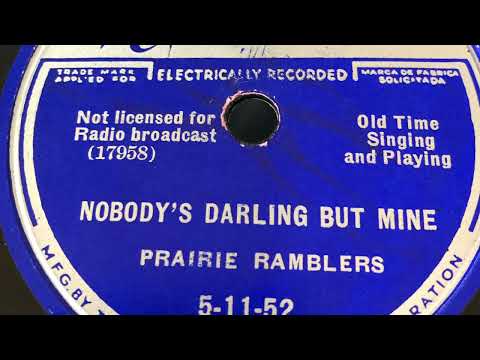 TRADE MARK
APPLIED FOR
ELECTRICALLY RECORDED
MARCA DE FABRICA
SOLICITADA
Not licensed for
Radio broadcast
(17958)
Old Time
Singing
and Playing
NOBODY'S DARLING BUT MINE
PRAIRIE RAMBLERS
5-11-52
MFG. BY